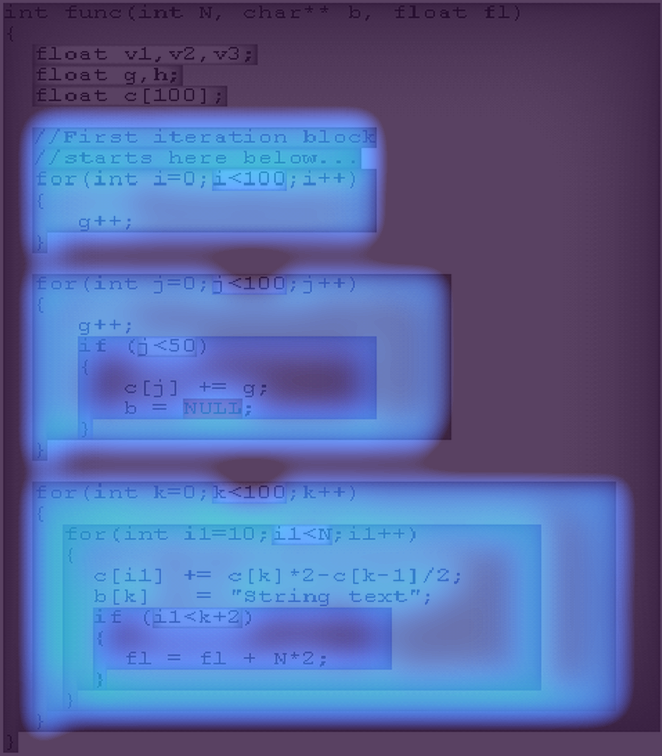 int func(int N, char** b, float fl)
{
float v1,v2,v3;
float g,h;
float c[100];
//First iteration block
//starts here below...
for(int i=0;i<100;i++)
{
g++;
}
for(int j=0;j<100;j++)
{
g++;
if (j<50)
{
c[j] += g;
b = NULL;
}
}
for(int k=0;k<100;k++)
{
for(int i1=10;i1<N;i1++)
{
c[i1] += c[k]*2-c[k-1]/2;
b[k] = "String text";
if (i1<k+2)
{
fl = fl + N*2;
}
}
}
}